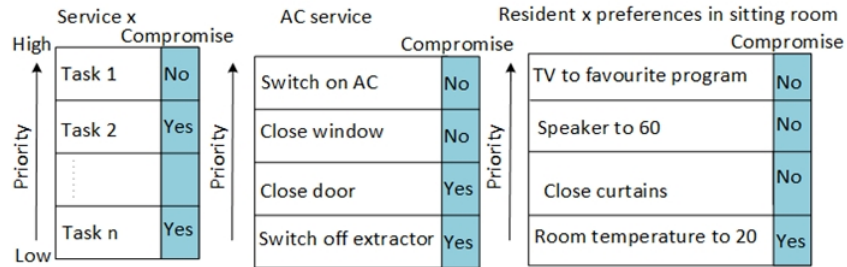 Service x
Compromise
High
Priority
Low
Task 1 No
Task 2 Yes
Task n Yes
AC service
Compromise
Priority
Switch on AC No
Close window No
Close door Yes
Switch off extractor Yes
Resident x preferences in sitting room
Compromise
Priority
TV to favourite program No
Speaker to 60 No
Close curtains No
Room temperature to 20 Yes